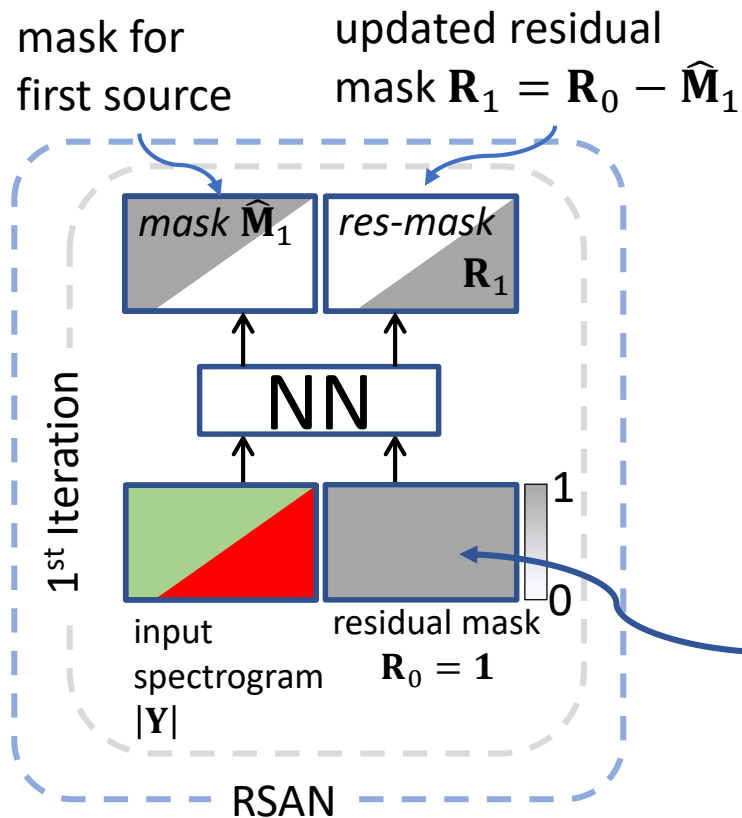 mask for
first source
updated residual
mask 𝐑₁ = 𝐑₀ − 𝐌̂₁
mask 𝐌̂₁
res-mask
𝐑₁
NN
1ˢᵗ Iteration
1
0
input
spectrogram
|𝐘|
residual mask
𝐑₀ = 𝟏
RSAN